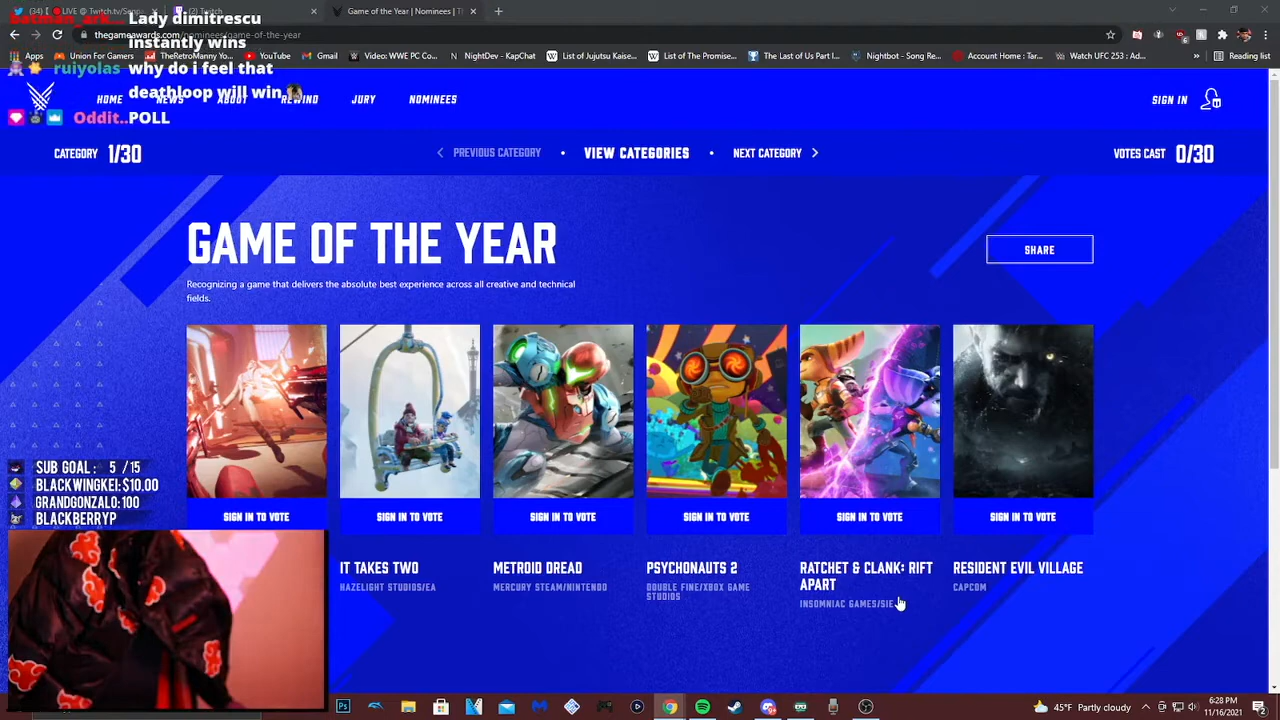 (34)
Twitch
Game of the Year | Nominees | T
batman_ark... Lady dimitrescu
instantly wins
thegameawards.com/nominees/game-of-the-year
Apps
Union For Gamers
TheRetroManny
YouTube
Video: WWE 2K...
NightDev - KapChat
List of Jujutsu Kaise...
List of The Prom...
The Last of Us Part I...
Nightbot - Song Re...
Account Home : Tar...
Watch UFC 253 : Ad...
»
Reading list
ruiyolas why do i feel that
deathloop will win
Oddit.. POLL
HOME
NEWS
ABOUT
REWIND
JURY
NOMINEES
SIGN IN
CATEGORY 1/30
PREVIOUS CATEGORY
VIEW CATEGORIES
NEXT CATEGORY
VOTES CAST 0/30
GAME OF THE YEAR
SHARE
Recognizing a game that delivers the absolute best experience across all creative and technical
fields.
SUB GOAL : 5 /15
BLACKWINGKEI:$10.00
GRANDGONZALO:100
BLACKBERRYP
SIGN IN TO VOTE
SIGN IN TO VOTE
SIGN IN TO VOTE
SIGN IN TO VOTE
SIGN IN TO VOTE
SIGN IN TO VOTE
IT TAKES TWO
HAZELIGHT STUDIOS/EA
METROID DREAD
MERCURY STEAM/NINTENDO
PSYCHONAUTS 2
DOUBLE FINE/XBOX GAME
STUDIOS
RATCHET & CLANK: RIFT
APART
INSOMNIAC GAMES/SIE
RESIDENT EVIL VILLAGE
CAPCOM
45°F Partly cloudy
6:28 PM
11/16/2021